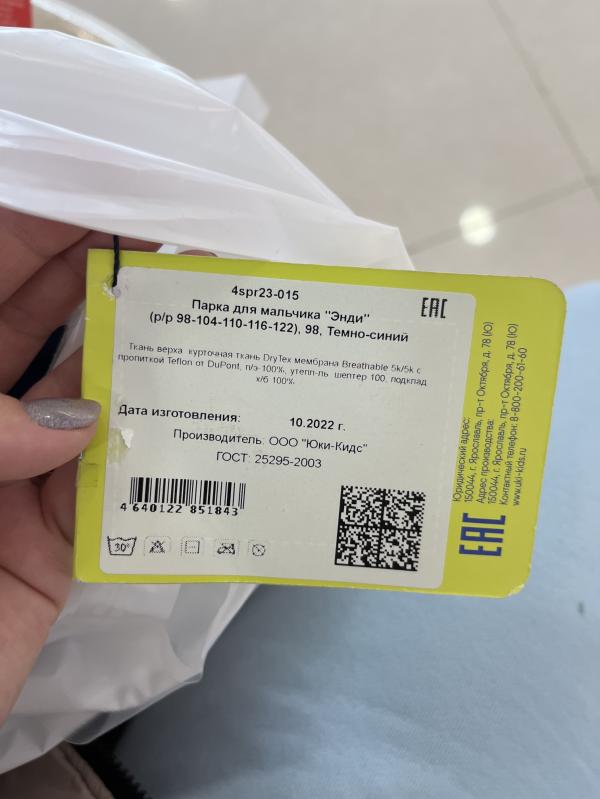 4spr23-015
Парка для мальчика "Энди"
(р/р 98-104-110-116-122), 98, Темно-синий
EAC
Ткань верха курточная ткань DryTex мембрана Breathable 5k/5k с
пропиткой Teflon от DuPont, п/э 100%, утепл-ль шелтер 100, подклад
х/б 100%
Дата изготовления: 10.2022 г.
Производитель: ООО "Юки-Кидс"
ГОСТ: 25295-2003
4 640122 851843
30°
EAC
Юридический адрес:
150044, г. Ярославль, пр-т Октября, д. 78 (Ю)
Адрес производства:
150044, г. Ярославль, пр-т Октября, д. 78 (Ю)
Контактный телефон: 8-800-200-61-60
www.uki-kids.ru